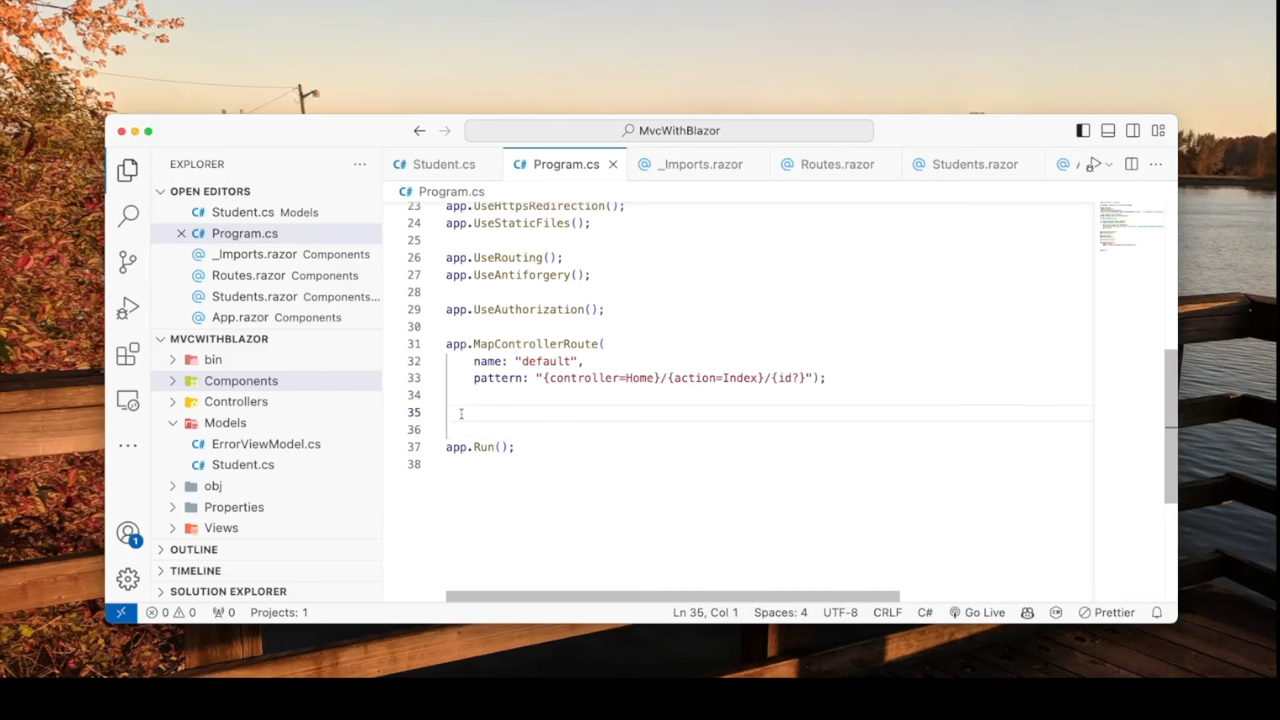 MvcWithBlazor
EXPLORER
OPEN EDITORS
Student.cs Models
Program.cs
_Imports.razor Components
Routes.razor Components
Students.razor Components...
App.razor Components
MVCWITHBLAZOR
bin
Components
Controllers
Models
ErrorViewModel.cs
Student.cs
obj
Properties
Views
OUTLINE
TIMELINE
SOLUTION EXPLORER
Student.cs
Program.cs
_Imports.razor
Routes.razor
Students.razor
Program.cs
23 app.UseHttpsRedirection();
24 app.UseStaticFiles();
25
26 app.UseRouting();
27 app.UseAntiforgery();
28
29 app.UseAuthorization();
30
31 app.MapControllerRoute(
32 name: "default",
33 pattern: "{controller=Home}/{action=Index}/{id?}");
34
35
36
37 app.Run();
38
1
0 0 0 Projects: 1 Ln 35, Col 1 Spaces: 4 UTF-8 CRLF C# Go Live Prettier